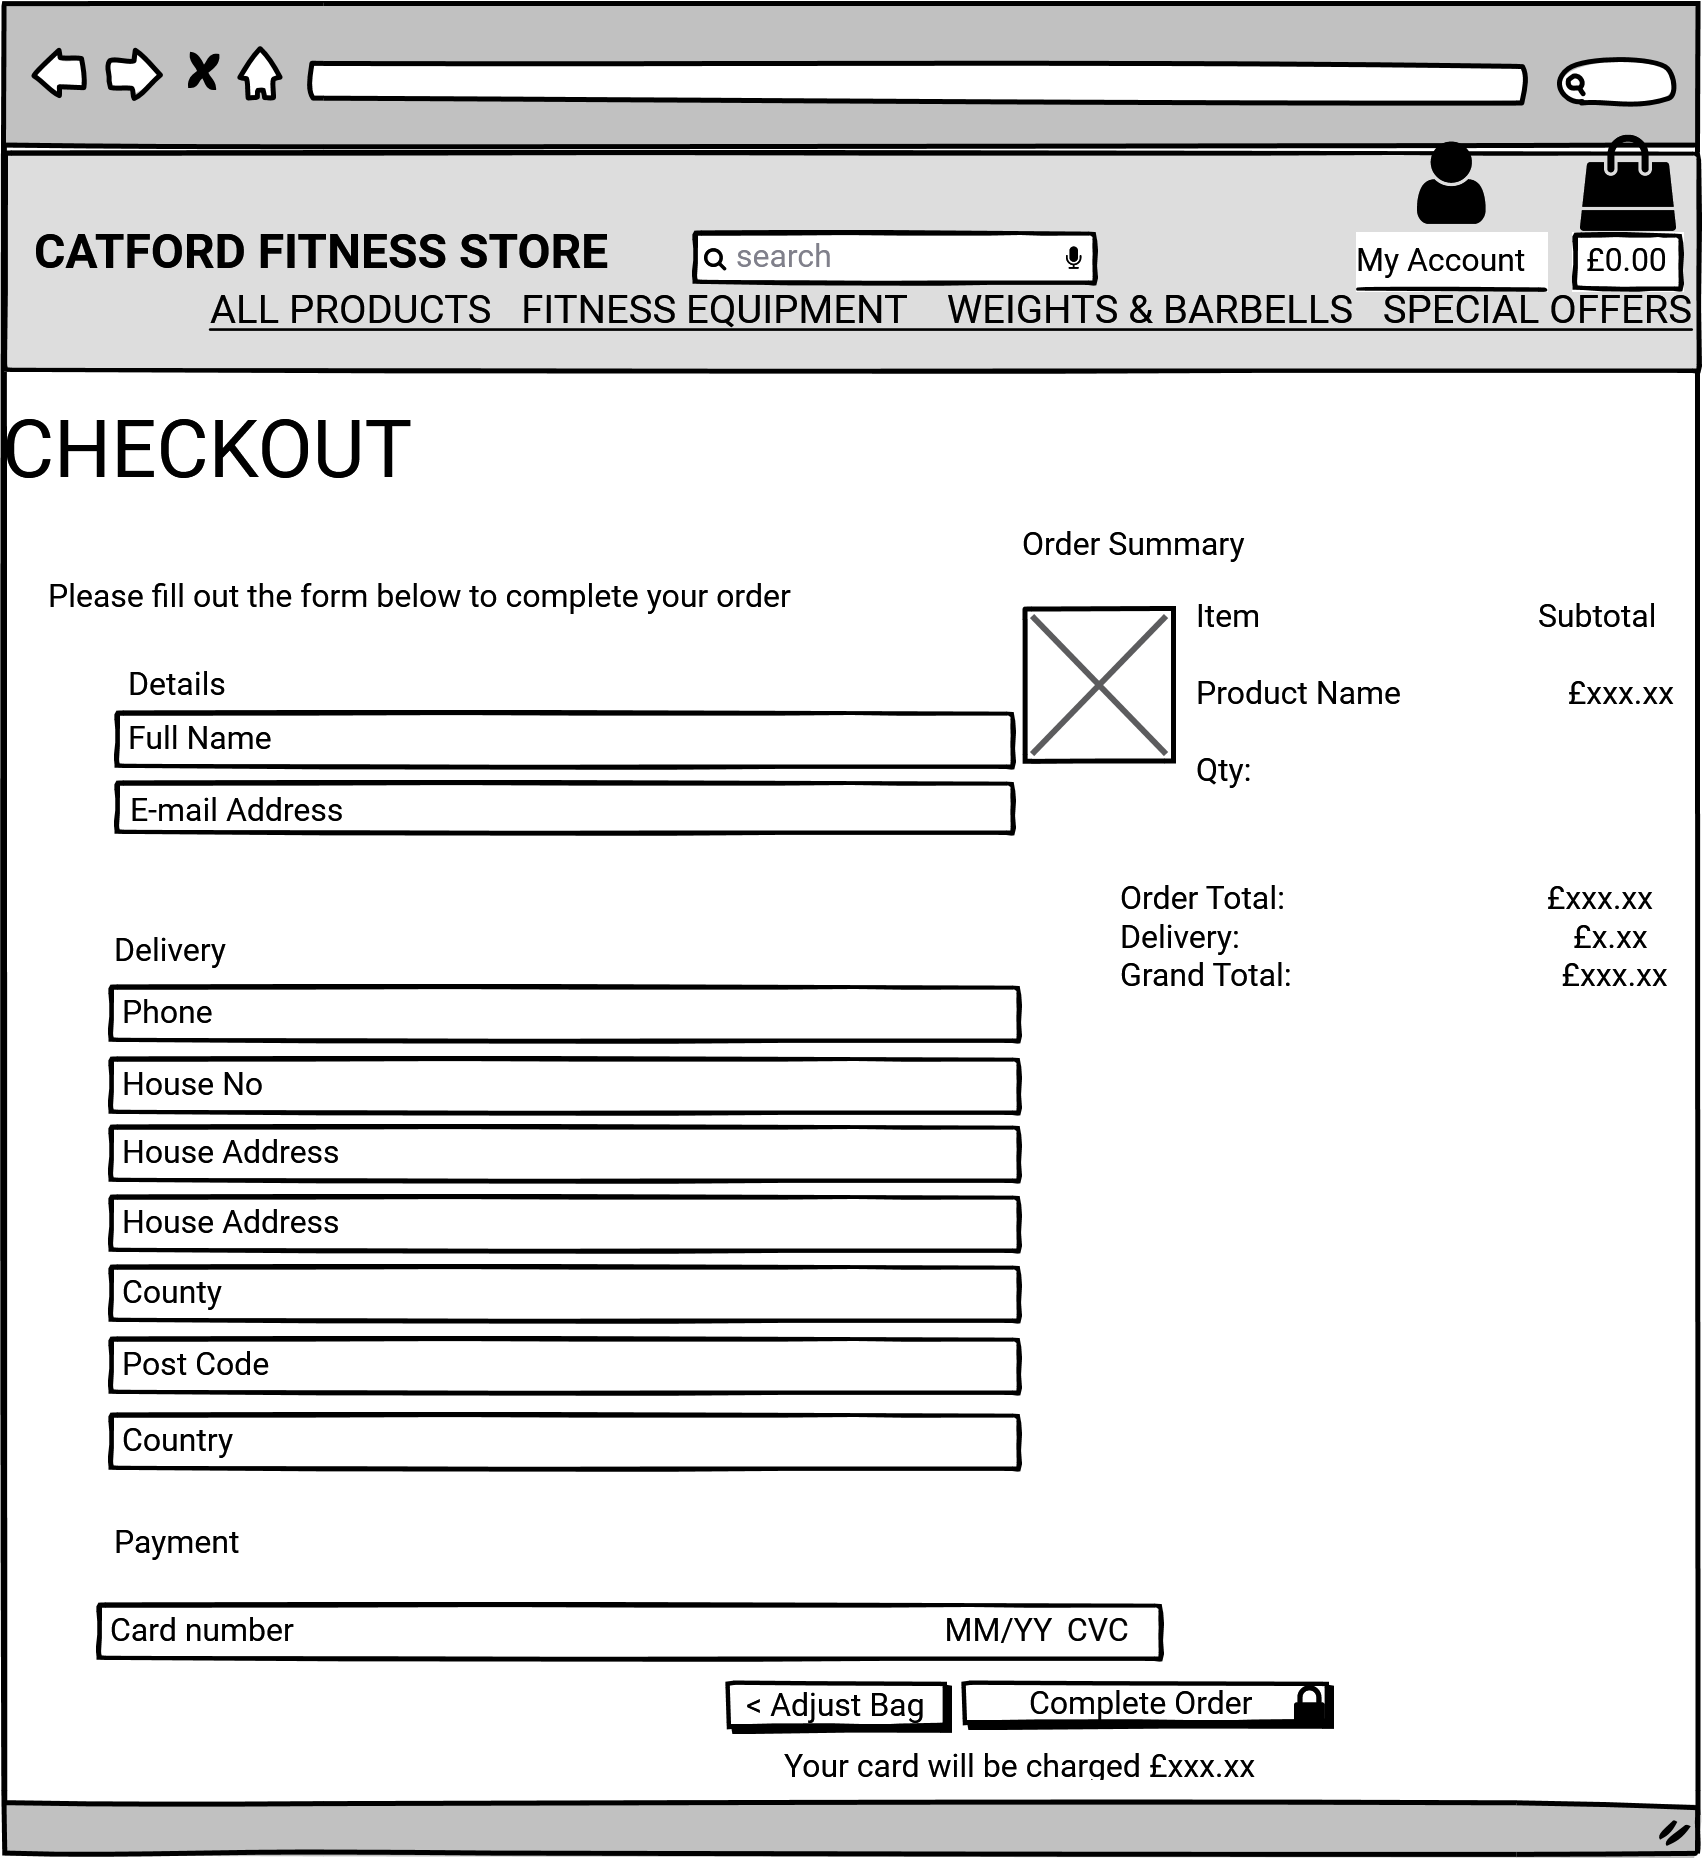 CATFORD FITNESS STORE
search
My Account
£0.00
ALL PRODUCTS FITNESS EQUIPMENT WEIGHTS & BARBELLS SPECIAL OFFERS
CHECKOUT
Please fill out the form below to complete your order
Details
Full Name
E-mail Address
Delivery
Phone
House No
House Address
House Address
County
Post Code
Country
Payment
Card number MM/YY CVC
< Adjust Bag
Complete Order
Your card will be charged £xxx.xx
Order Summary
Item Subtotal
Product Name £xxx.xx
Qty:
Order Total: £xxx.xx
Delivery: £x.xx
Grand Total: £xxx.xx